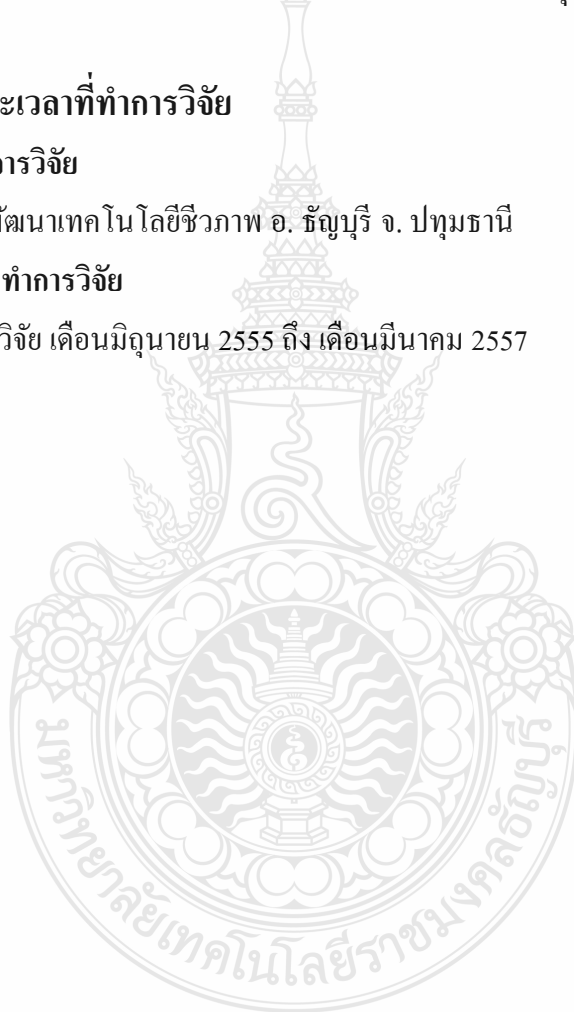 ะเวลาที่ทำการวิจัย
การวิจัย
พัฒนาเทคโนโลยีชีวภาพ อ. ธัญบุรี จ. ปทุมธานี
ทำการวิจัย
วิจัย เดือนมิถุนายน 2555 ถึง เดือนมีนาคม 2557
มหาวิทยาลัยเทคโนโลยีราชมงคลธัญบุรี